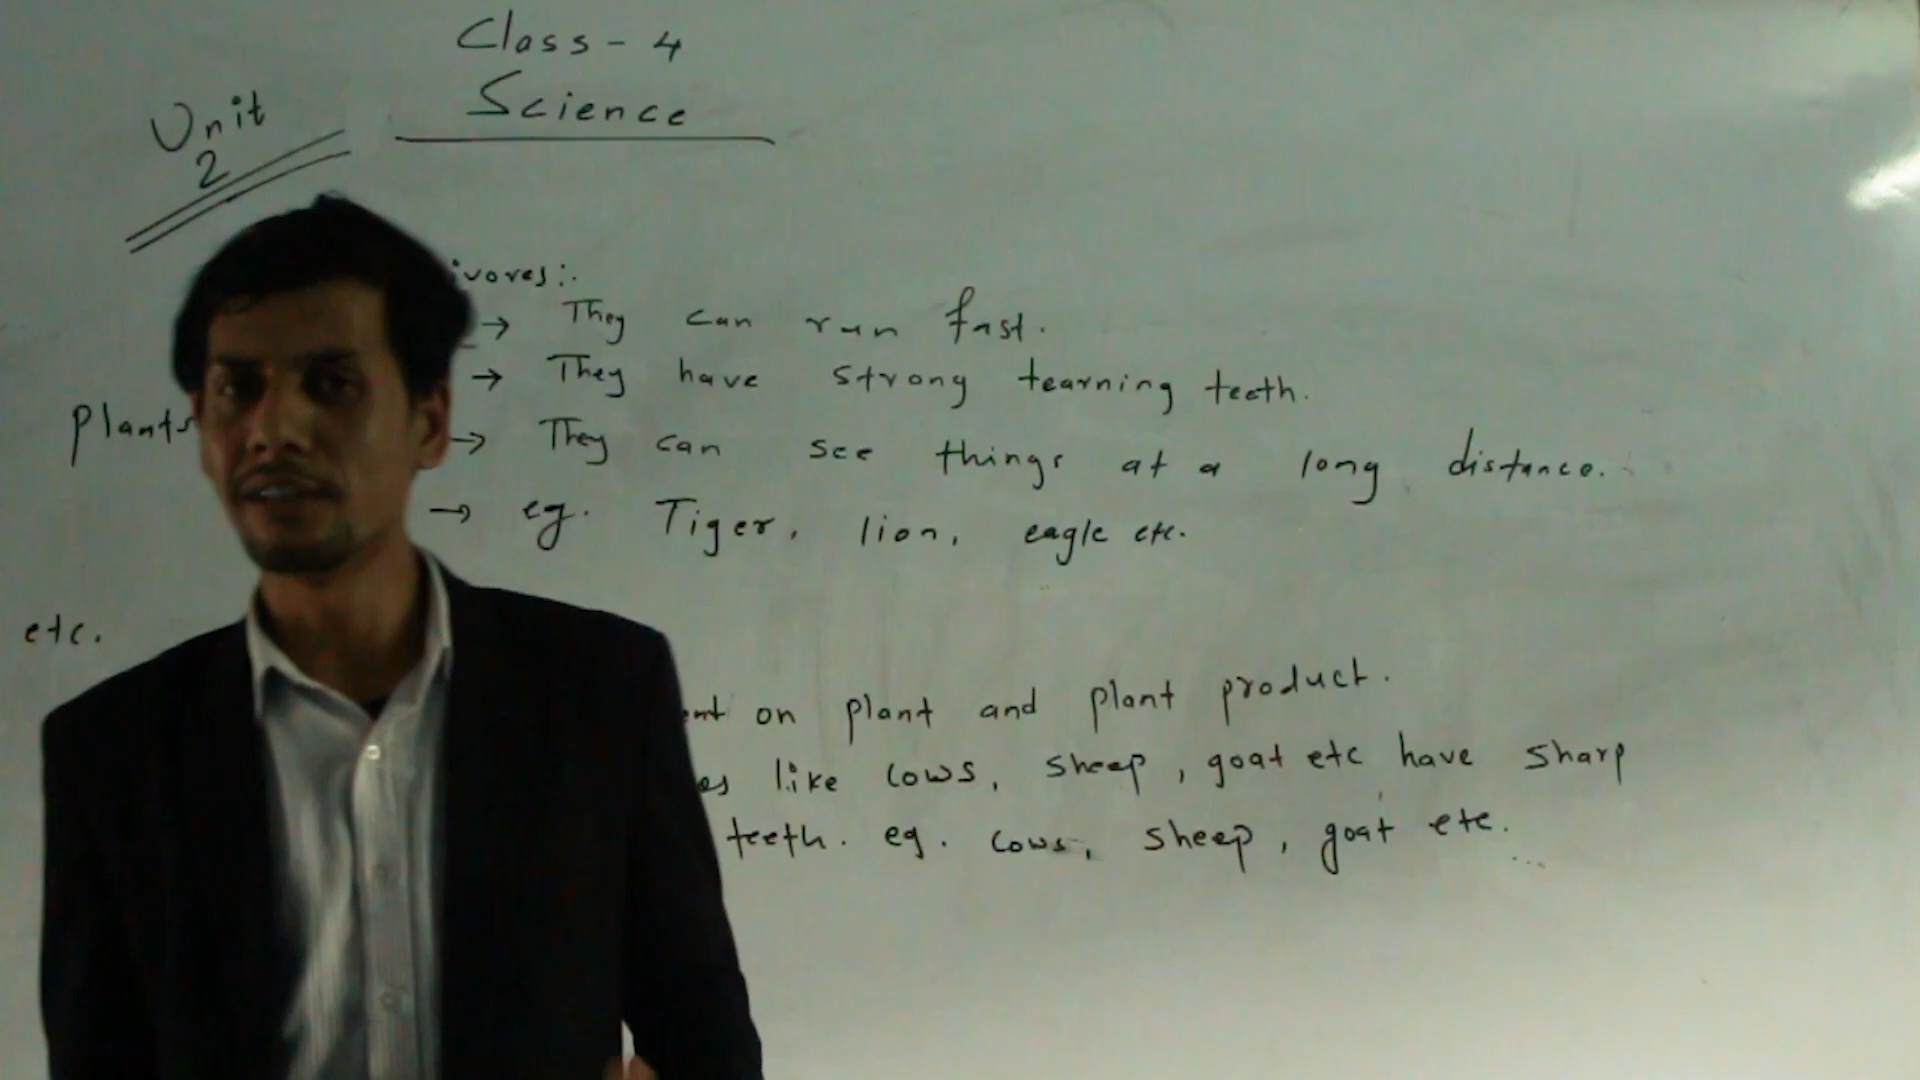 Class - 4
Science
Unit
2
ivores :.
→ They can run fast.
→ They have strong tearning teeth.
Plants
→ They can see things at a long distance.
→ eg. Tiger, lion, eagle etc.
etc.
on plant and plant product.
like cows, sheep, goat etc have sharp
teeth. eg. cows, sheep, goat etc.